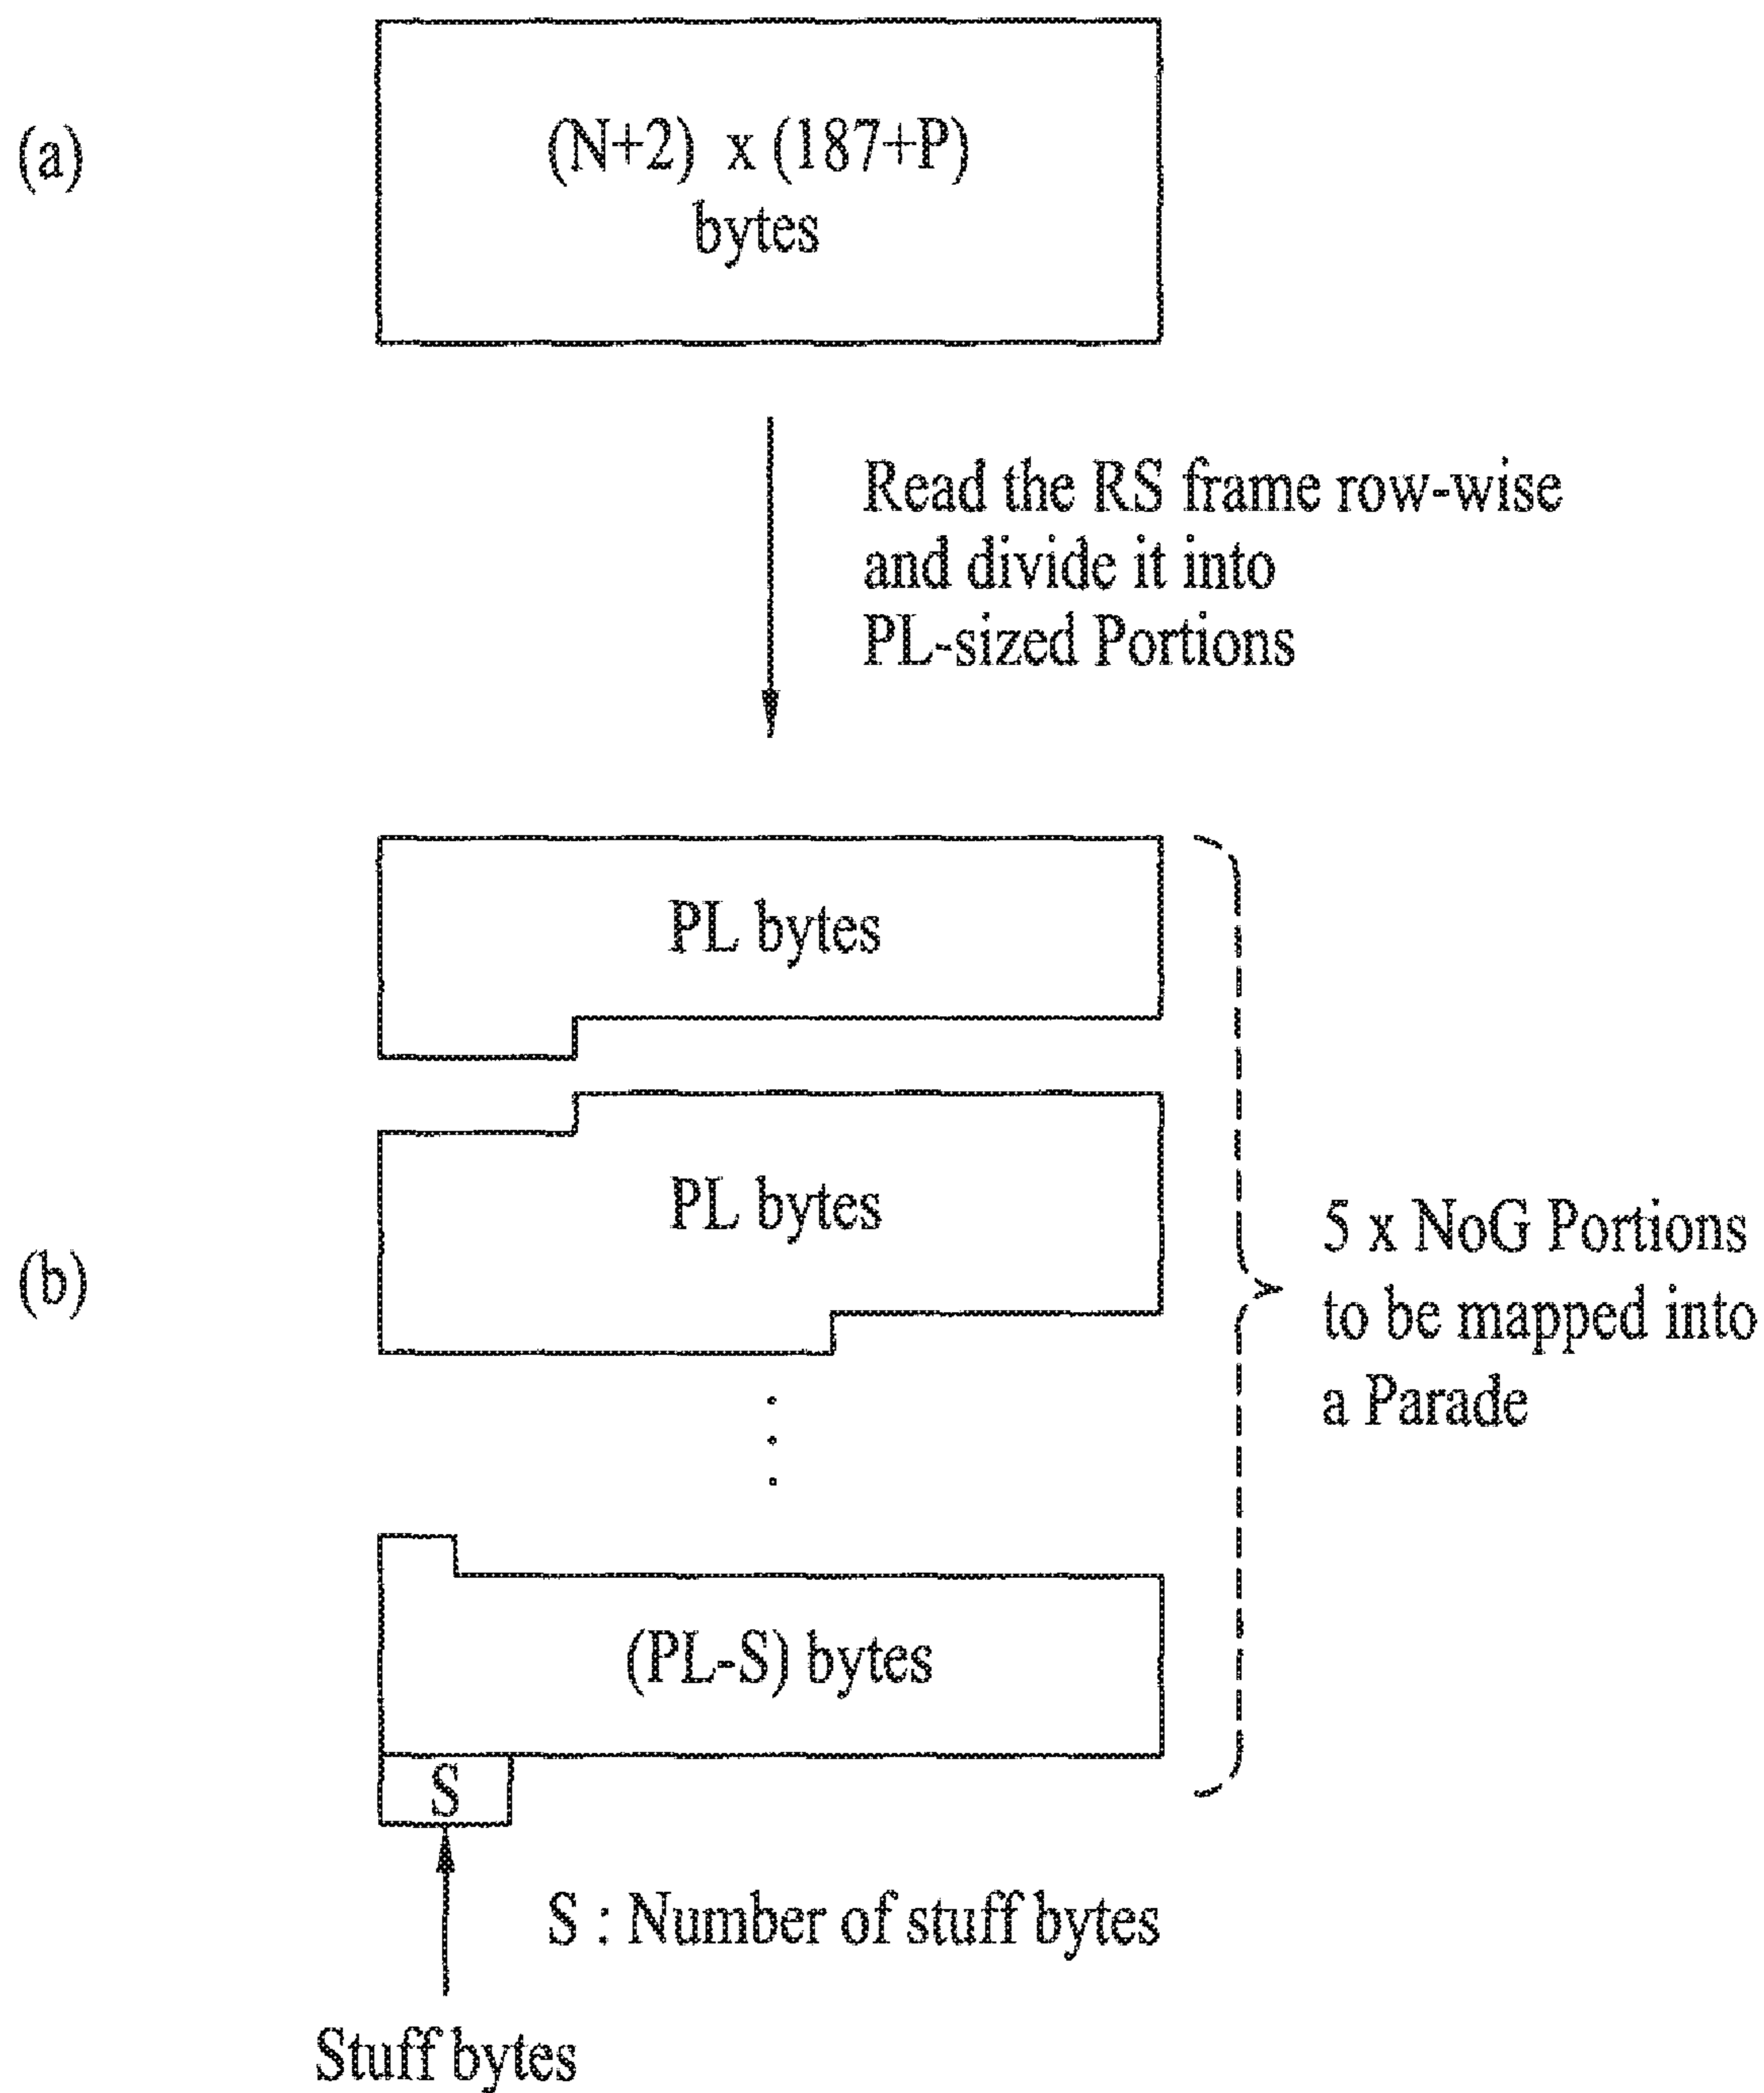 (a)
(N+2) x (187+P)
bytes
Read the RS frame row-wise
and divide it into
PL-sized Portions
PL bytes
PL bytes
(b)
5 x NoG Portions
to be mapped into
a Parade
(PL-S) bytes
S
S : Number of stuff bytes
Stuff bytes